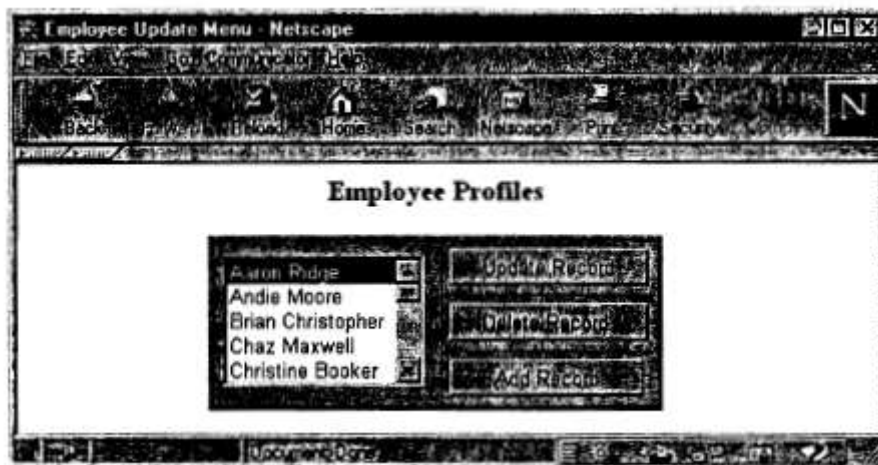 Employee Update Menu - Netscape
Help
Back Reload Home Search Netscape Print Security
N
Employee Profiles
Aaron Ridge
Andie Moore
Brian Christopher
Chaz Maxwell
Christine Booker
Update Record
Delete Record
Add Record
Document Done